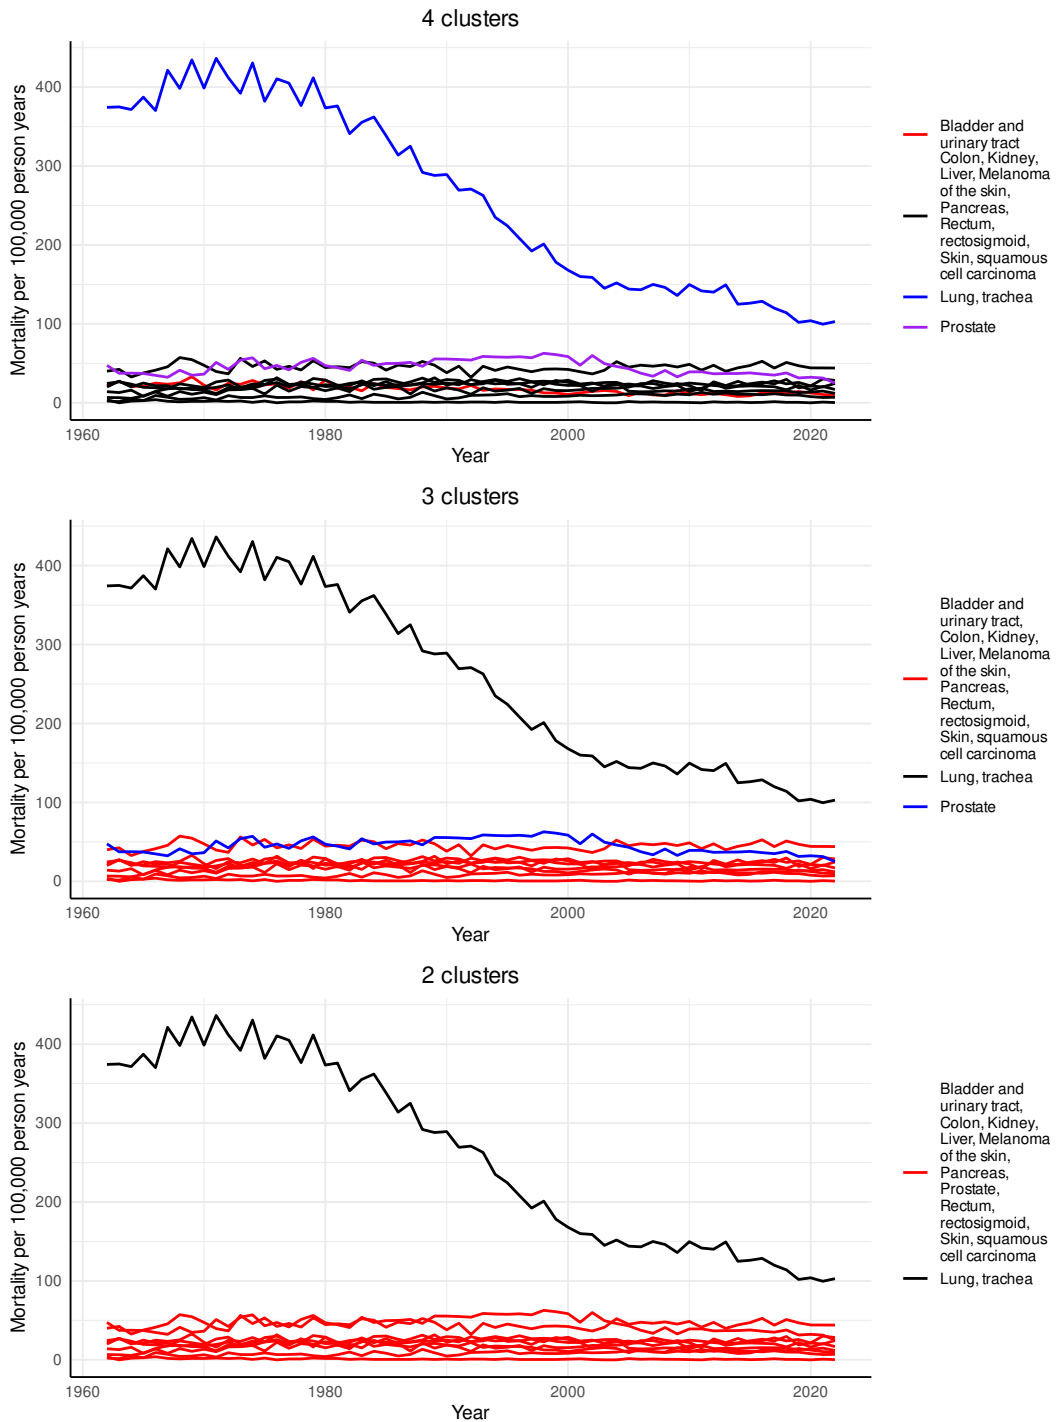 4 clusters
Mortality per 100,000 person years
400
300
200
100
0
1960
1980
2000
2020
Year
Bladder and
urinary tract
Colon, Kidney,
Liver, Melanoma
of the skin,
Pancreas,
Rectum,
rectosigmoid,
Skin, squamous
cell carcinoma
Lung, trachea
Prostate
3 clusters
Mortality per 100,000 person years
400
300
200
100
0
1960
1980
2000
2020
Year
Bladder and
urinary tract,
Colon, Kidney,
Liver, Melanoma
of the skin,
Pancreas,
Rectum,
rectosigmoid,
Skin, squamous
cell carcinoma
Lung, trachea
Prostate
2 clusters
Mortality per 100,000 person years
400
300
200
100
0
1960
1980
2000
2020
Year
Bladder and
urinary tract,
Colon, Kidney,
Liver, Melanoma
of the skin,
Pancreas,
Prostate,
Rectum,
rectosigmoid,
Skin, squamous
cell carcinoma
Lung, trachea